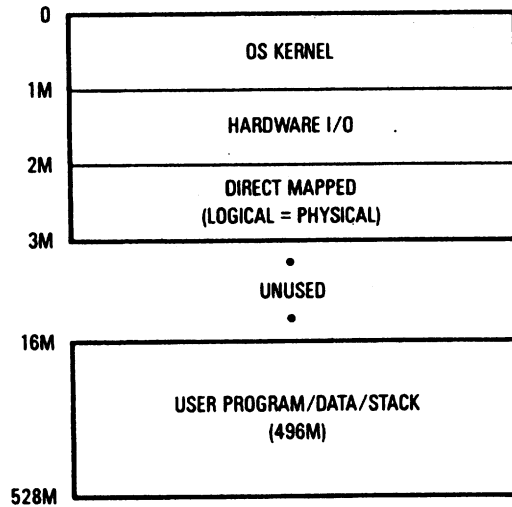 0
OS KERNEL
1M
HARDWARE I/O
2M
DIRECT MAPPED
(LOGICAL = PHYSICAL)
3M
UNUSED
16M
USER PROGRAM/DATA/STACK
(496M)
528M